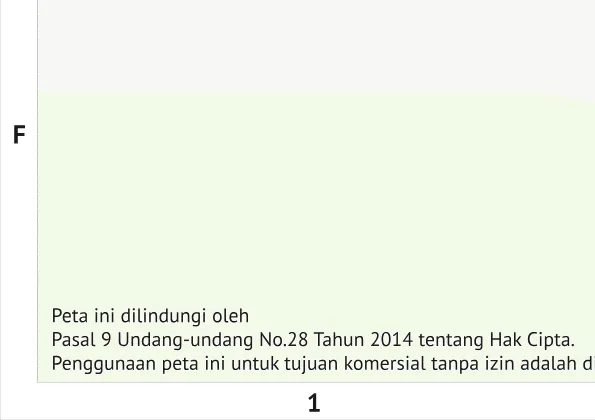 F
Peta ini dilindungi oleh
Pasal 9 Undang-undang No.28 Tahun 2014 tentang Hak Cipta.
Penggunaan peta ini untuk tujuan komersial tanpa izin adalah
1